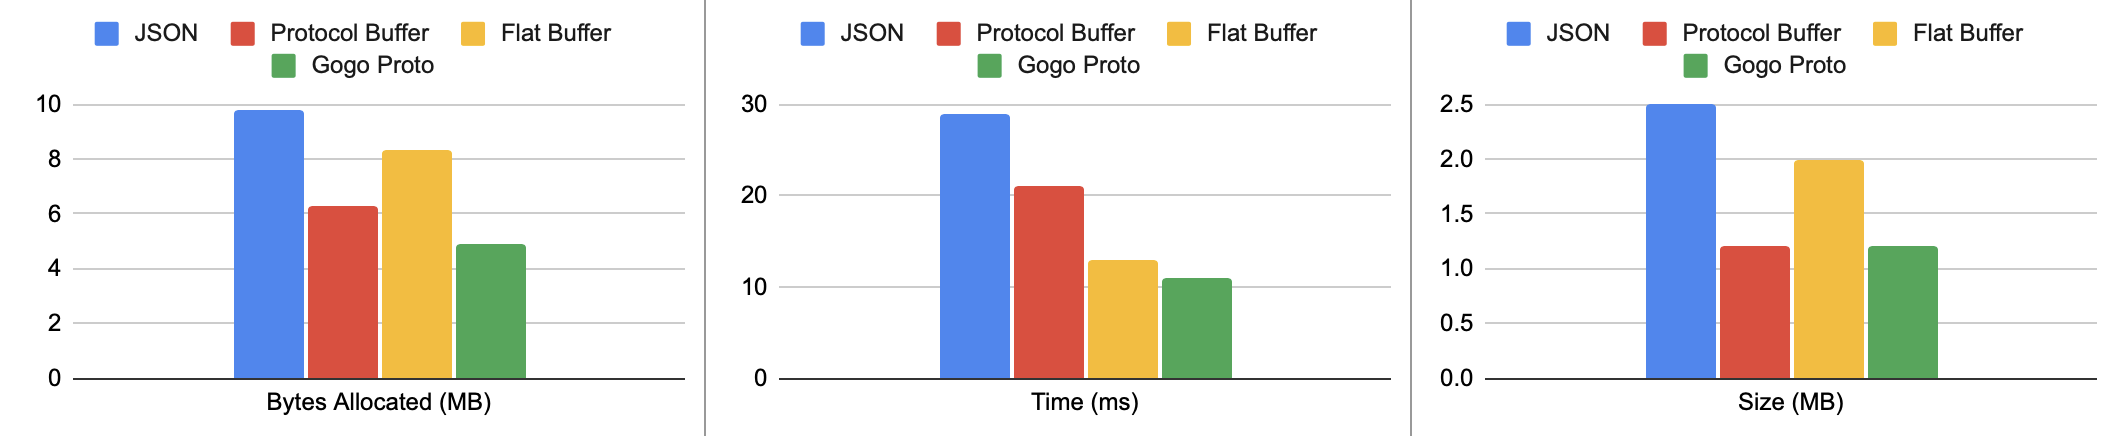 JSON Protocol Buffer Flat Buffer
Gogo Proto
10
8
6
4
2
0
Bytes Allocated (MB)
JSON Protocol Buffer Flat Buffer
Gogo Proto
30
20
10
0
Time (ms)
JSON Protocol Buffer Flat Buffer
Gogo Proto
2.5
2.0
1.5
1.0
0.5
0.0
Size (MB)